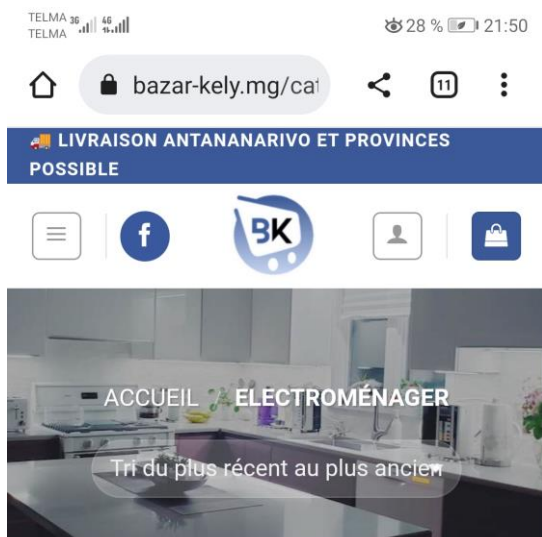 TELMA 3G 4G
TELMA
28 % 21:50
bazar-kely.mg/cat
11
🚚 LIVRAISON ANTANANARIVO ET PROVINCES
POSSIBLE
f
BK
ACCUEIL / ELECTROMÉNAGER
Tri du plus récent au plus ancien